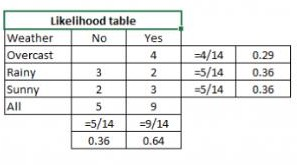 Likelihood table
Weather No Yes
Overcast 4 =4/14 0.29
Rainy 3 2 =5/14 0.36
Sunny 2 3 =5/14 0.36
All 5 9
=5/14 =9/14
0.36 0.64